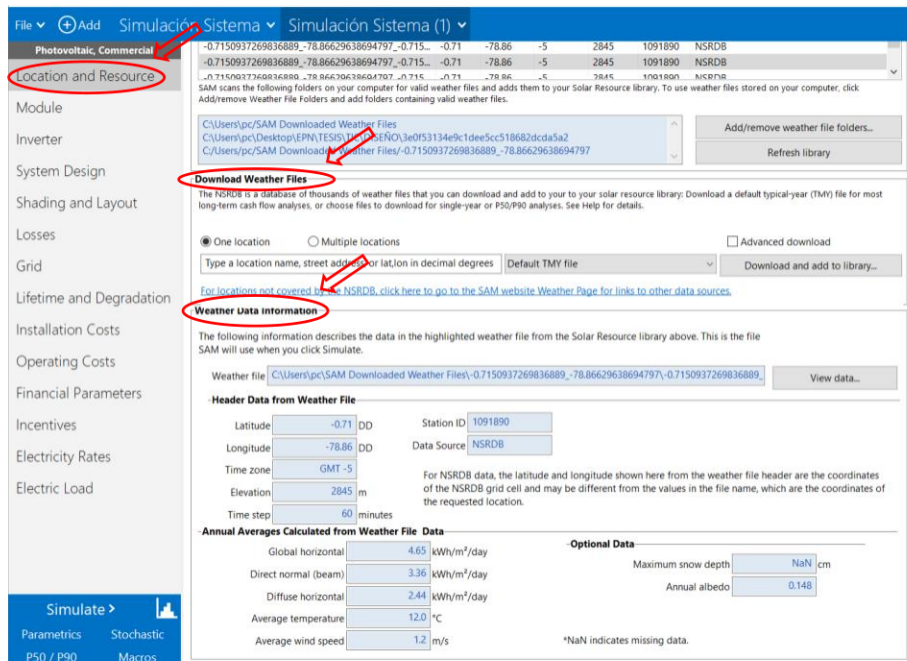 File Add Simulación Sistema Simulación Sistema (1)
Photovoltaic, Commercial
Location and Resource
Module
Inverter
System Design
Shading and Layout
Losses
Grid
Lifetime and Degradation
Installation Costs
Operating Costs
Financial Parameters
Incentives
Electricity Rates
Electric Load
Simulate >
Parametrics Stochastic
P50 / P90 Macros
-0.7150937269836889_-78.86629638694797_-0.715... -0.71 -78.86 -5 2845 1091890 NSRDB
-0.7150937269836889_-78.86629638694797_-0.715... -0.71 -78.86 -5 2845 1091890 NSRDB
-0.7150937269836889_-78.86629638694797_-0.715... -0.71 -78.86 -5 2845 1091890 NSRDB
SAM scans the following folders on your computer for valid weather files and adds them to your Solar Resource library. To use weather files stored on your computer, click
Add/remove Weather File Folders and add folders containing valid weather files.
C:\Users\pc/SAM Downloaded Weather Files
C:\Users\pc\Desktop\EPN\TESIS\TIC\DISEÑO\3e0f53134e9c1dee5cc518682dcda5a2
C:/Users/pc/SAM Downloaded Weather Files/-0.7150937269836889_-78.86629638694797
Add/remove weather file folders...
Refresh library
Download Weather Files
The NSRDB is a database of thousands of weather files that you can download and add to your to your solar resource library: Download a default typical-year (TMY) file for most
long-term cash flow analyses, or choose files to download for single-year or P50/P90 analyses. See Help for details.
One location Multiple locations Advanced download
Type a location name, street address, or lat,lon in decimal degrees Default TMY file Download and add to library...
For locations not covered by the NSRDB, click here to go to the SAM website Weather Page for links to other data sources.
Weather Data Information
The following information describes the data in the highlighted weather file from the Solar Resource library above. This is the file
SAM will use when you click Simulate.
Weather file C:\Users\pc\SAM Downloaded Weather Files\-0.7150937269836889_-78.86629638694797\-0.7150937269836889_ View data...
Header Data from Weather File
Latitude -0.71 DD Station ID 1091890
Longitude -78.86 DD Data Source NSRDB
Time zone GMT -5
Elevation 2845 m
Time step 60 minutes
For NSRDB data, the latitude and longitude shown here from the weather file header are the coordinates
of the NSRDB grid cell and may be different from the values in the file name, which are the coordinates of
the requested location.
Annual Averages Calculated from Weather File Data
Global horizontal 4.65 kWh/m²/day
Direct normal (beam) 3.36 kWh/m²/day
Diffuse horizontal 2.44 kWh/m²/day
Average temperature 12.0 °C
Average wind speed 1.2 m/s
Optional Data
Maximum snow depth NaN cm
Annual albedo 0.148
*NaN indicates missing data.